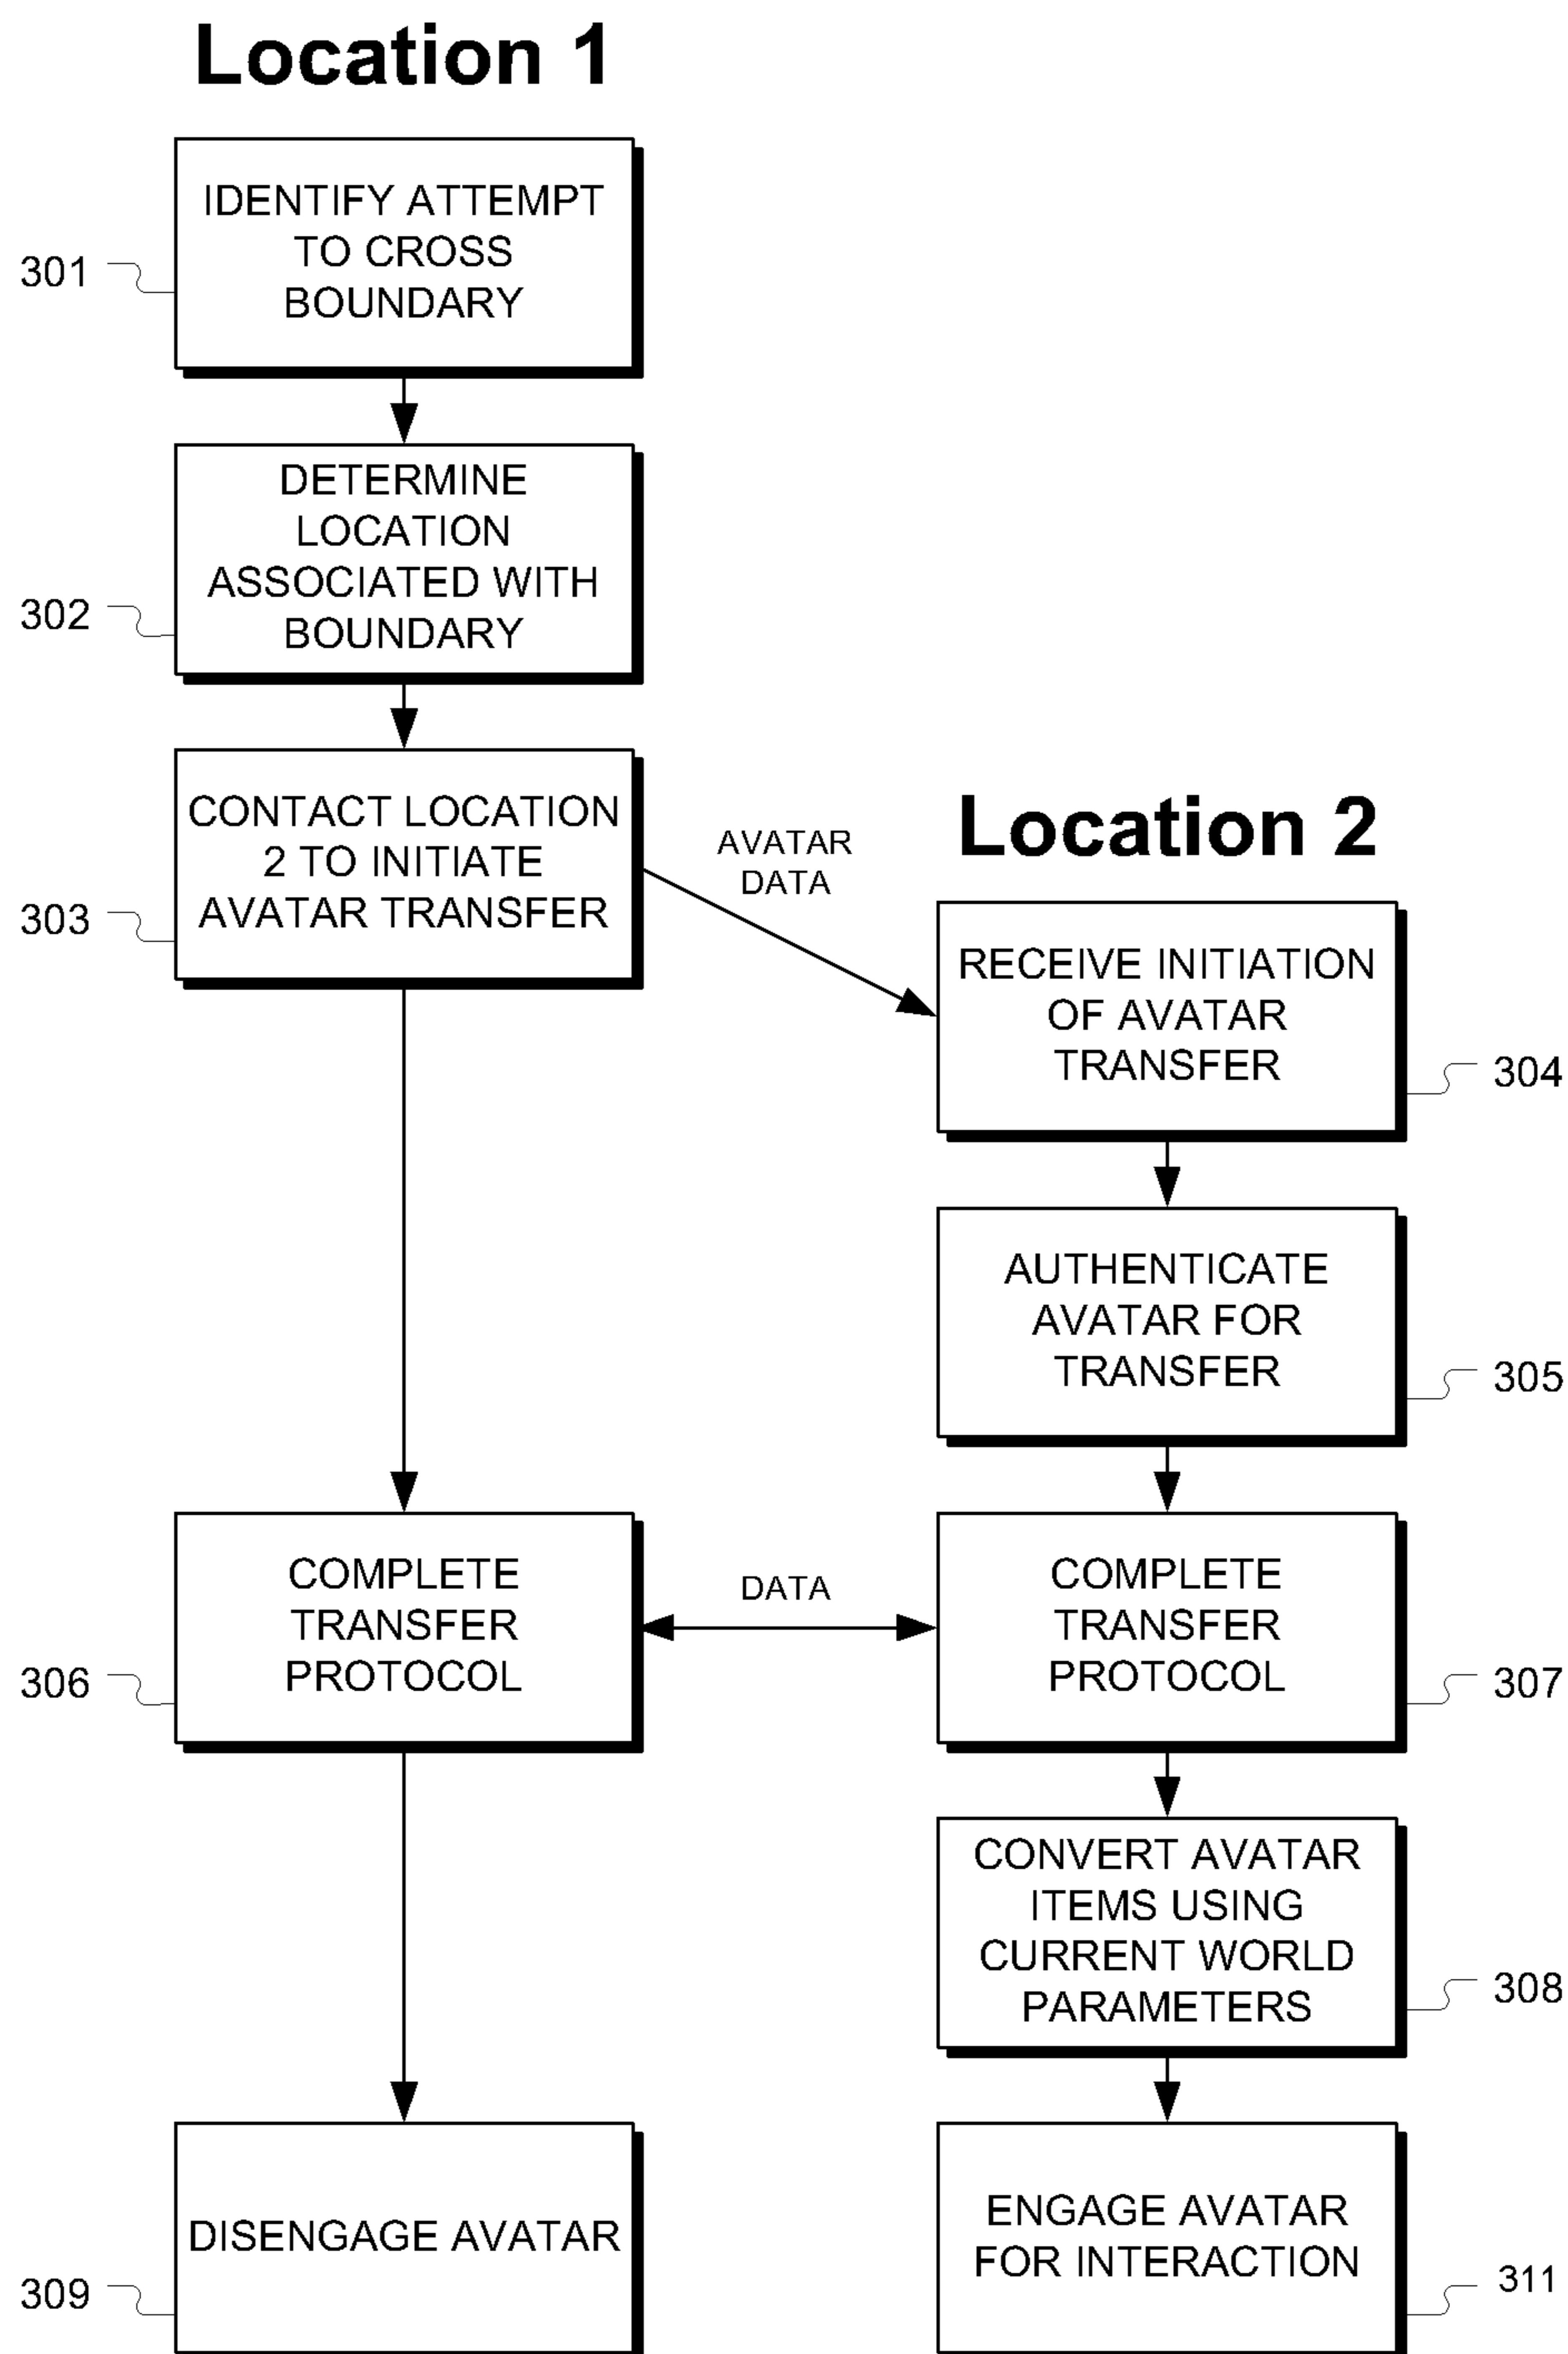 Location 1
IDENTIFY ATTEMPT
TO CROSS
BOUNDARY
301
DETERMINE
LOCATION
ASSOCIATED WITH
BOUNDARY
302
CONTACT LOCATION
2 TO INITIATE
AVATAR TRANSFER
303
AVATAR
DATA
Location 2
RECEIVE INITIATION
OF AVATAR
TRANSFER
304
AUTHENTICATE
AVATAR FOR
TRANSFER
305
COMPLETE
TRANSFER
PROTOCOL
306
DATA
COMPLETE
TRANSFER
PROTOCOL
307
CONVERT AVATAR
ITEMS USING
CURRENT WORLD
PARAMETERS
308
DISENGAGE AVATAR
309
ENGAGE AVATAR
FOR INTERACTION
311